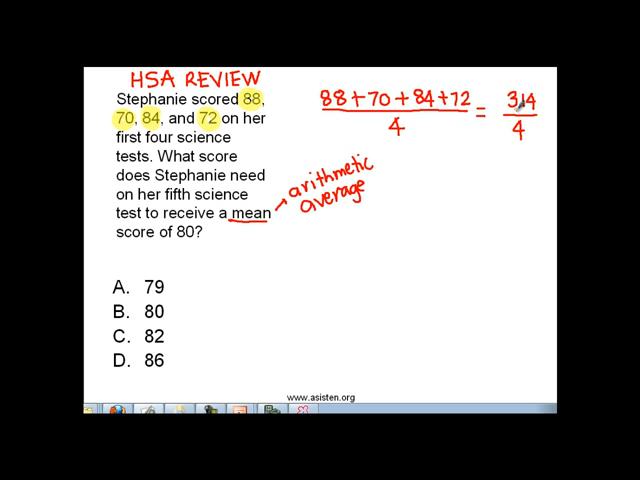 HSA REVIEW
Stephanie scored 88,
70, 84, and 72 on her
first four science
tests. What score
does Stephanie need
on her fifth science
test to receive a mean
score of 80?
88+70+84+72
4
=
314
4
arithmetic
average
A. 79
B. 80
C. 82
D. 86
www.asisten.org